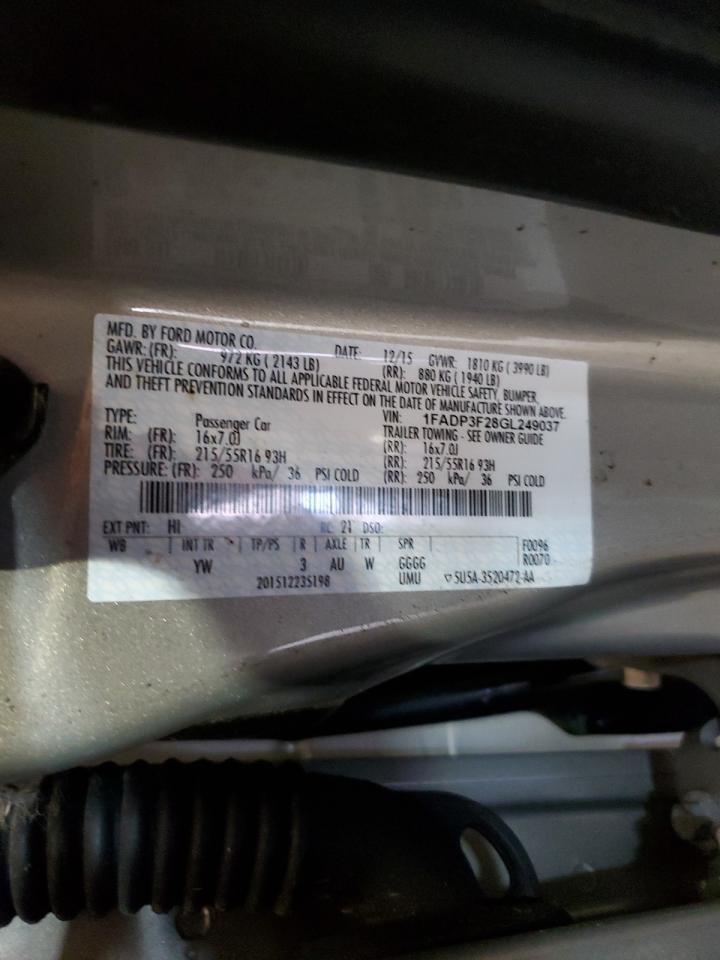 MFD. BY FORD MOTOR CO.
DATE: 12/15 GVWR: 1810 KG ( 3990 LB)
GAWR: (FR): 972 KG ( 2143 LB) (RR): 880 KG ( 1940 LB)
THIS VEHICLE CONFORMS TO ALL APPLICABLE FEDERAL MOTOR VEHICLE SAFETY, BUMPER,
AND THEFT PREVENTION STANDARDS IN EFFECT ON THE DATE OF MANUFACTURE SHOWN ABOVE.
VIN: 1FADP3F28GL249037
TYPE: Passenger Car TRAILER TOWING - SEE OWNER GUIDE
RIM: (FR): 16x7.0J (RR): 16x7.0J
TIRE: (FR): 215/55R16 93H (RR): 215/55R16 93H
PRESSURE: (FR): 250 kPa/ 36 PSI COLD (RR): 250 kPa/ 36 PSI COLD
EXT PNT: HI RC: 21 DSO:
WB INT TR TP/PS R AXLE TR SPR F0096
YW 3 AU W GGGG R0070
201512235198 UMU ▽5U5A-3520472-AA